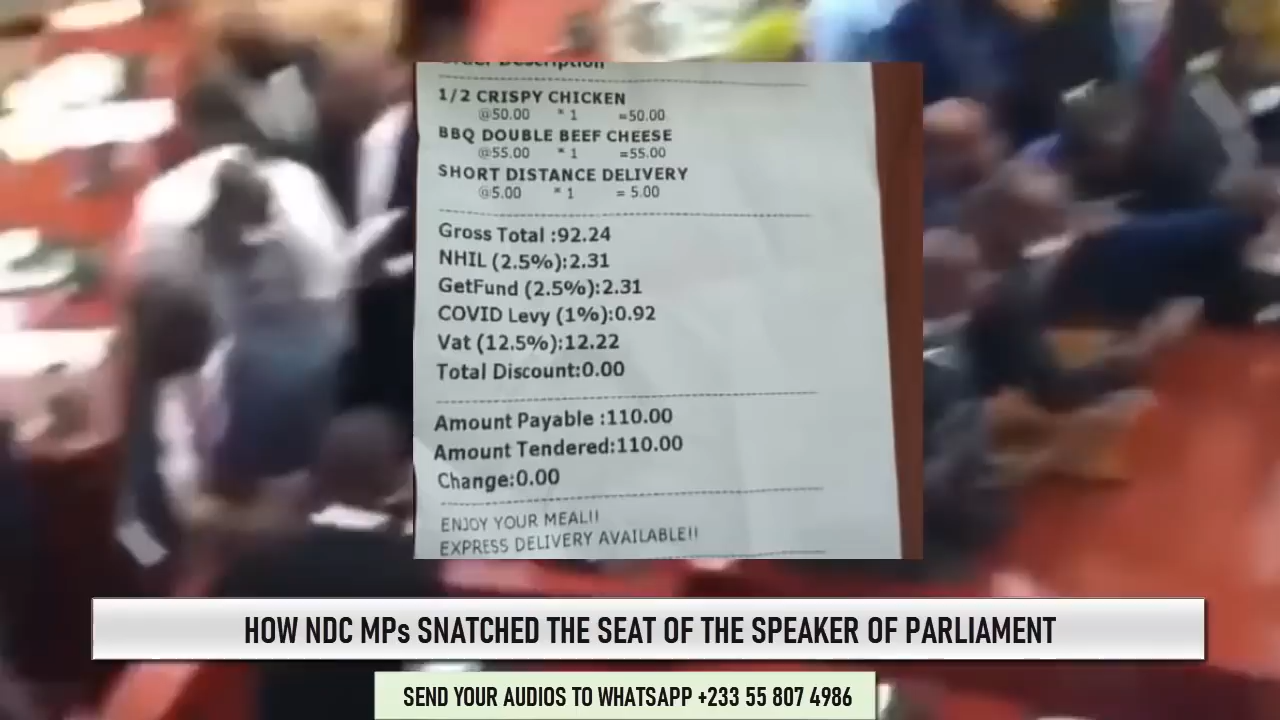 Order Description
1/2 CRISPY CHICKEN
@50.00 * 1 =50.00
BBQ DOUBLE BEEF CHEESE
@55.00 * 1 =55.00
SHORT DISTANCE DELIVERY
@5.00 * 1 = 5.00
Gross Total :92.24
NHIL (2.5%):2.31
GetFund (2.5%):2.31
COVID Levy (1%):0.92
Vat (12.5%):12.22
Total Discount:0.00
Amount Payable :110.00
Amount Tendered:110.00
Change:0.00
ENJOY YOUR MEAL!!
EXPRESS DELIVERY AVAILABLE!!
HOW NDC MPs SNATCHED THE SEAT OF THE SPEAKER OF PARLIAMENT
SEND YOUR AUDIOS TO WHATSAPP +233 55 807 4986